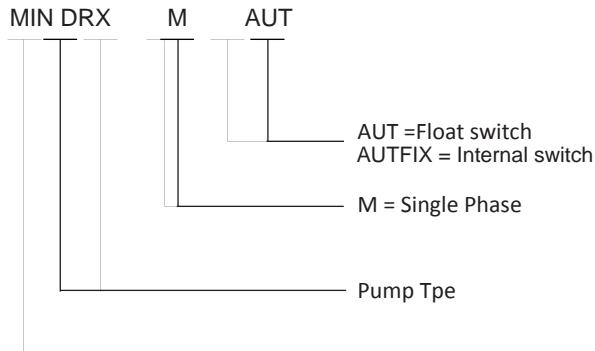 MIN DRX M AUT
AUT =Float switch
AUTFIX = Internal switch
M = Single Phase
Pump Tpe